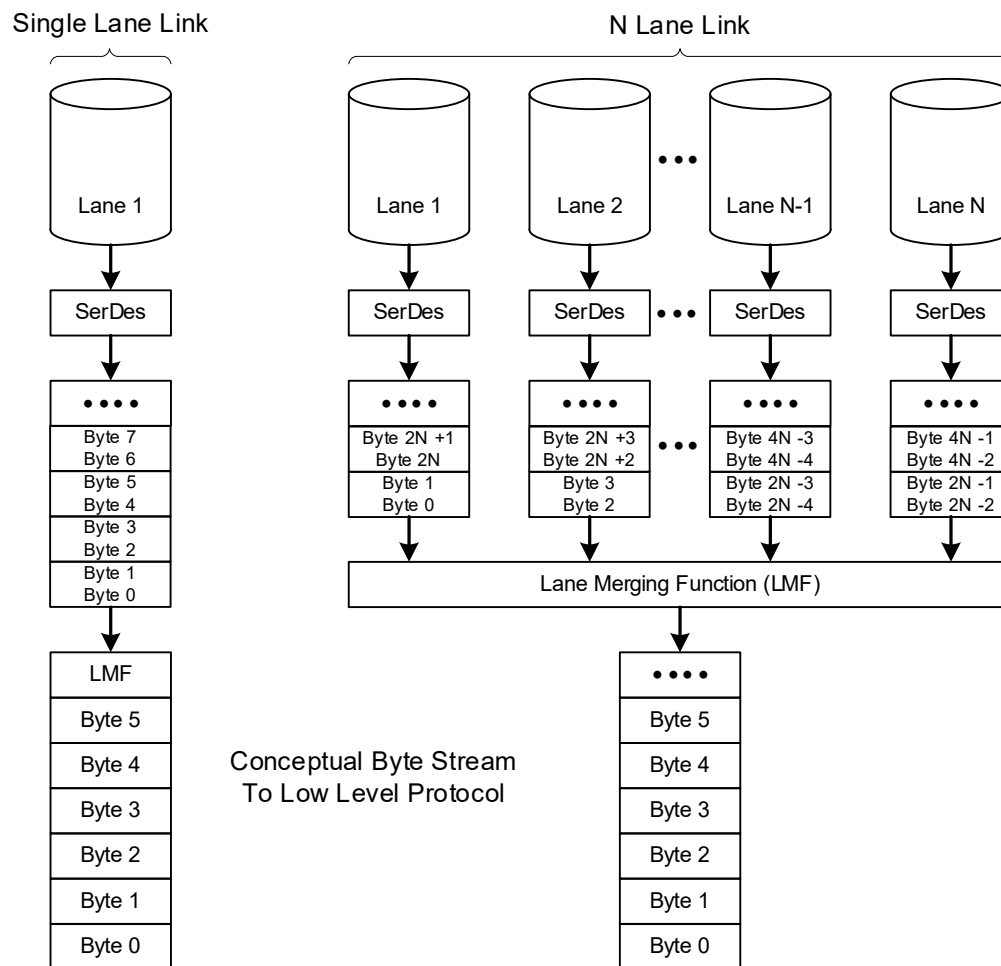 Single Lane Link
N Lane Link
Lane 1
Lane 1
Lane 2
Lane N-1
Lane N
SerDes
SerDes
SerDes
SerDes
SerDes
Byte 7
Byte 6
Byte 5
Byte 4
Byte 3
Byte 2
Byte 1
Byte 0
Byte 2N +1
Byte 2N
Byte 1
Byte 0
Byte 2N +3
Byte 2N +2
Byte 3
Byte 2
Byte 4N -3
Byte 4N -4
Byte 2N -3
Byte 2N -4
Byte 4N -1
Byte 4N -2
Byte 2N -1
Byte 2N -2
Lane Merging Function (LMF)
LMF
Byte 5
Byte 4
Byte 3
Byte 2
Byte 1
Byte 0
Conceptual Byte Stream
To Low Level Protocol
Byte 5
Byte 4
Byte 3
Byte 2
Byte 1
Byte 0